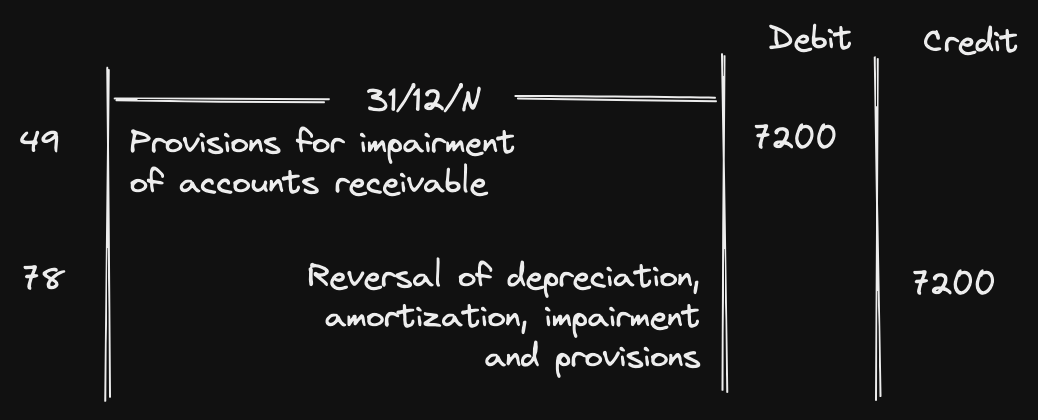 Debit Credit
31/12/N
49 Provisions for impairment 7200
of accounts receivable
78 Reversal of depreciation, 7200
amortization, impairment
and provisions